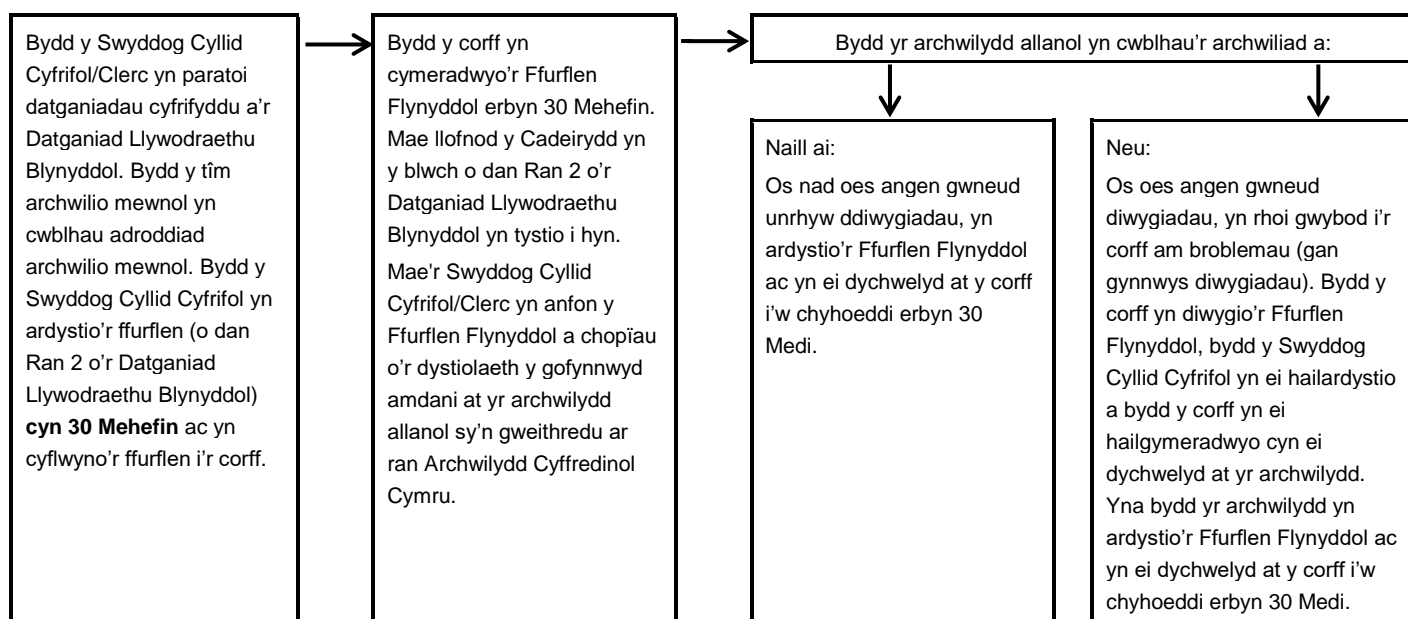 Bydd y Swyddog Cyllid
Cyfrifol/Clerc yn paratoi
datganiadau cyfrifyddu a'r
Datganiad Llywodraethu
Blynyddol. Bydd y tîm
archwilio mewnol yn
cwblhau adroddiad
archwilio mewnol. Bydd y
Swyddog Cyllid Cyfrifol yn
ardystio'r ffurflen (o dan
Ran 2 o'r Datganiad
Llywodraethu Blynyddol)
cyn 30 Mehefin ac yn
cyflwyno'r ffurflen i'r corff.
Bydd y corff yn
cymeradwyo'r Ffurflen
Flynyddol erbyn 30 Mehefin.
Mae llofnod y Cadeirydd yn
y blwch o dan Ran 2 o'r
Datganiad Llywodraethu
Blynyddol yn tystio i hyn.
Mae'r Swyddog Cyllid
Cyfrifol/Clerc yn anfon y
Ffurflen Flynyddol a chopïau
o'r dystiolaeth y gofynnwyd
amdani at yr archwilydd
allanol sy'n gweithredu ar
ran Archwilydd Cyffredinol
Cymru.
Bydd yr archwilydd allanol yn cwblhau'r archwiliad a:
Naill ai:
Os nad oes angen gwneud
unrhyw ddiwygiadau, yn
ardystio'r Ffurflen Flynyddol
ac yn ei dychwelyd at y corff
i'w chyhoeddi erbyn 30
Medi.
Neu:
Os oes angen gwneud
diwygiadau, yn rhoi gwybod i'r
corff am broblemau (gan
gynnwys diwygiadau). Bydd y
corff yn diwygio'r Ffurflen
Flynyddol, bydd y Swyddog
Cyllid Cyfrifol yn ei hailardystio
a bydd y corff yn ei
hailgymeradwyo cyn ei
dychwelyd at yr archwilydd.
Yna bydd yr archwilydd yn
ardystio'r Ffurflen Flynyddol ac
yn ei dychwelyd at y corff i'w
chyhoeddi erbyn 30 Medi.